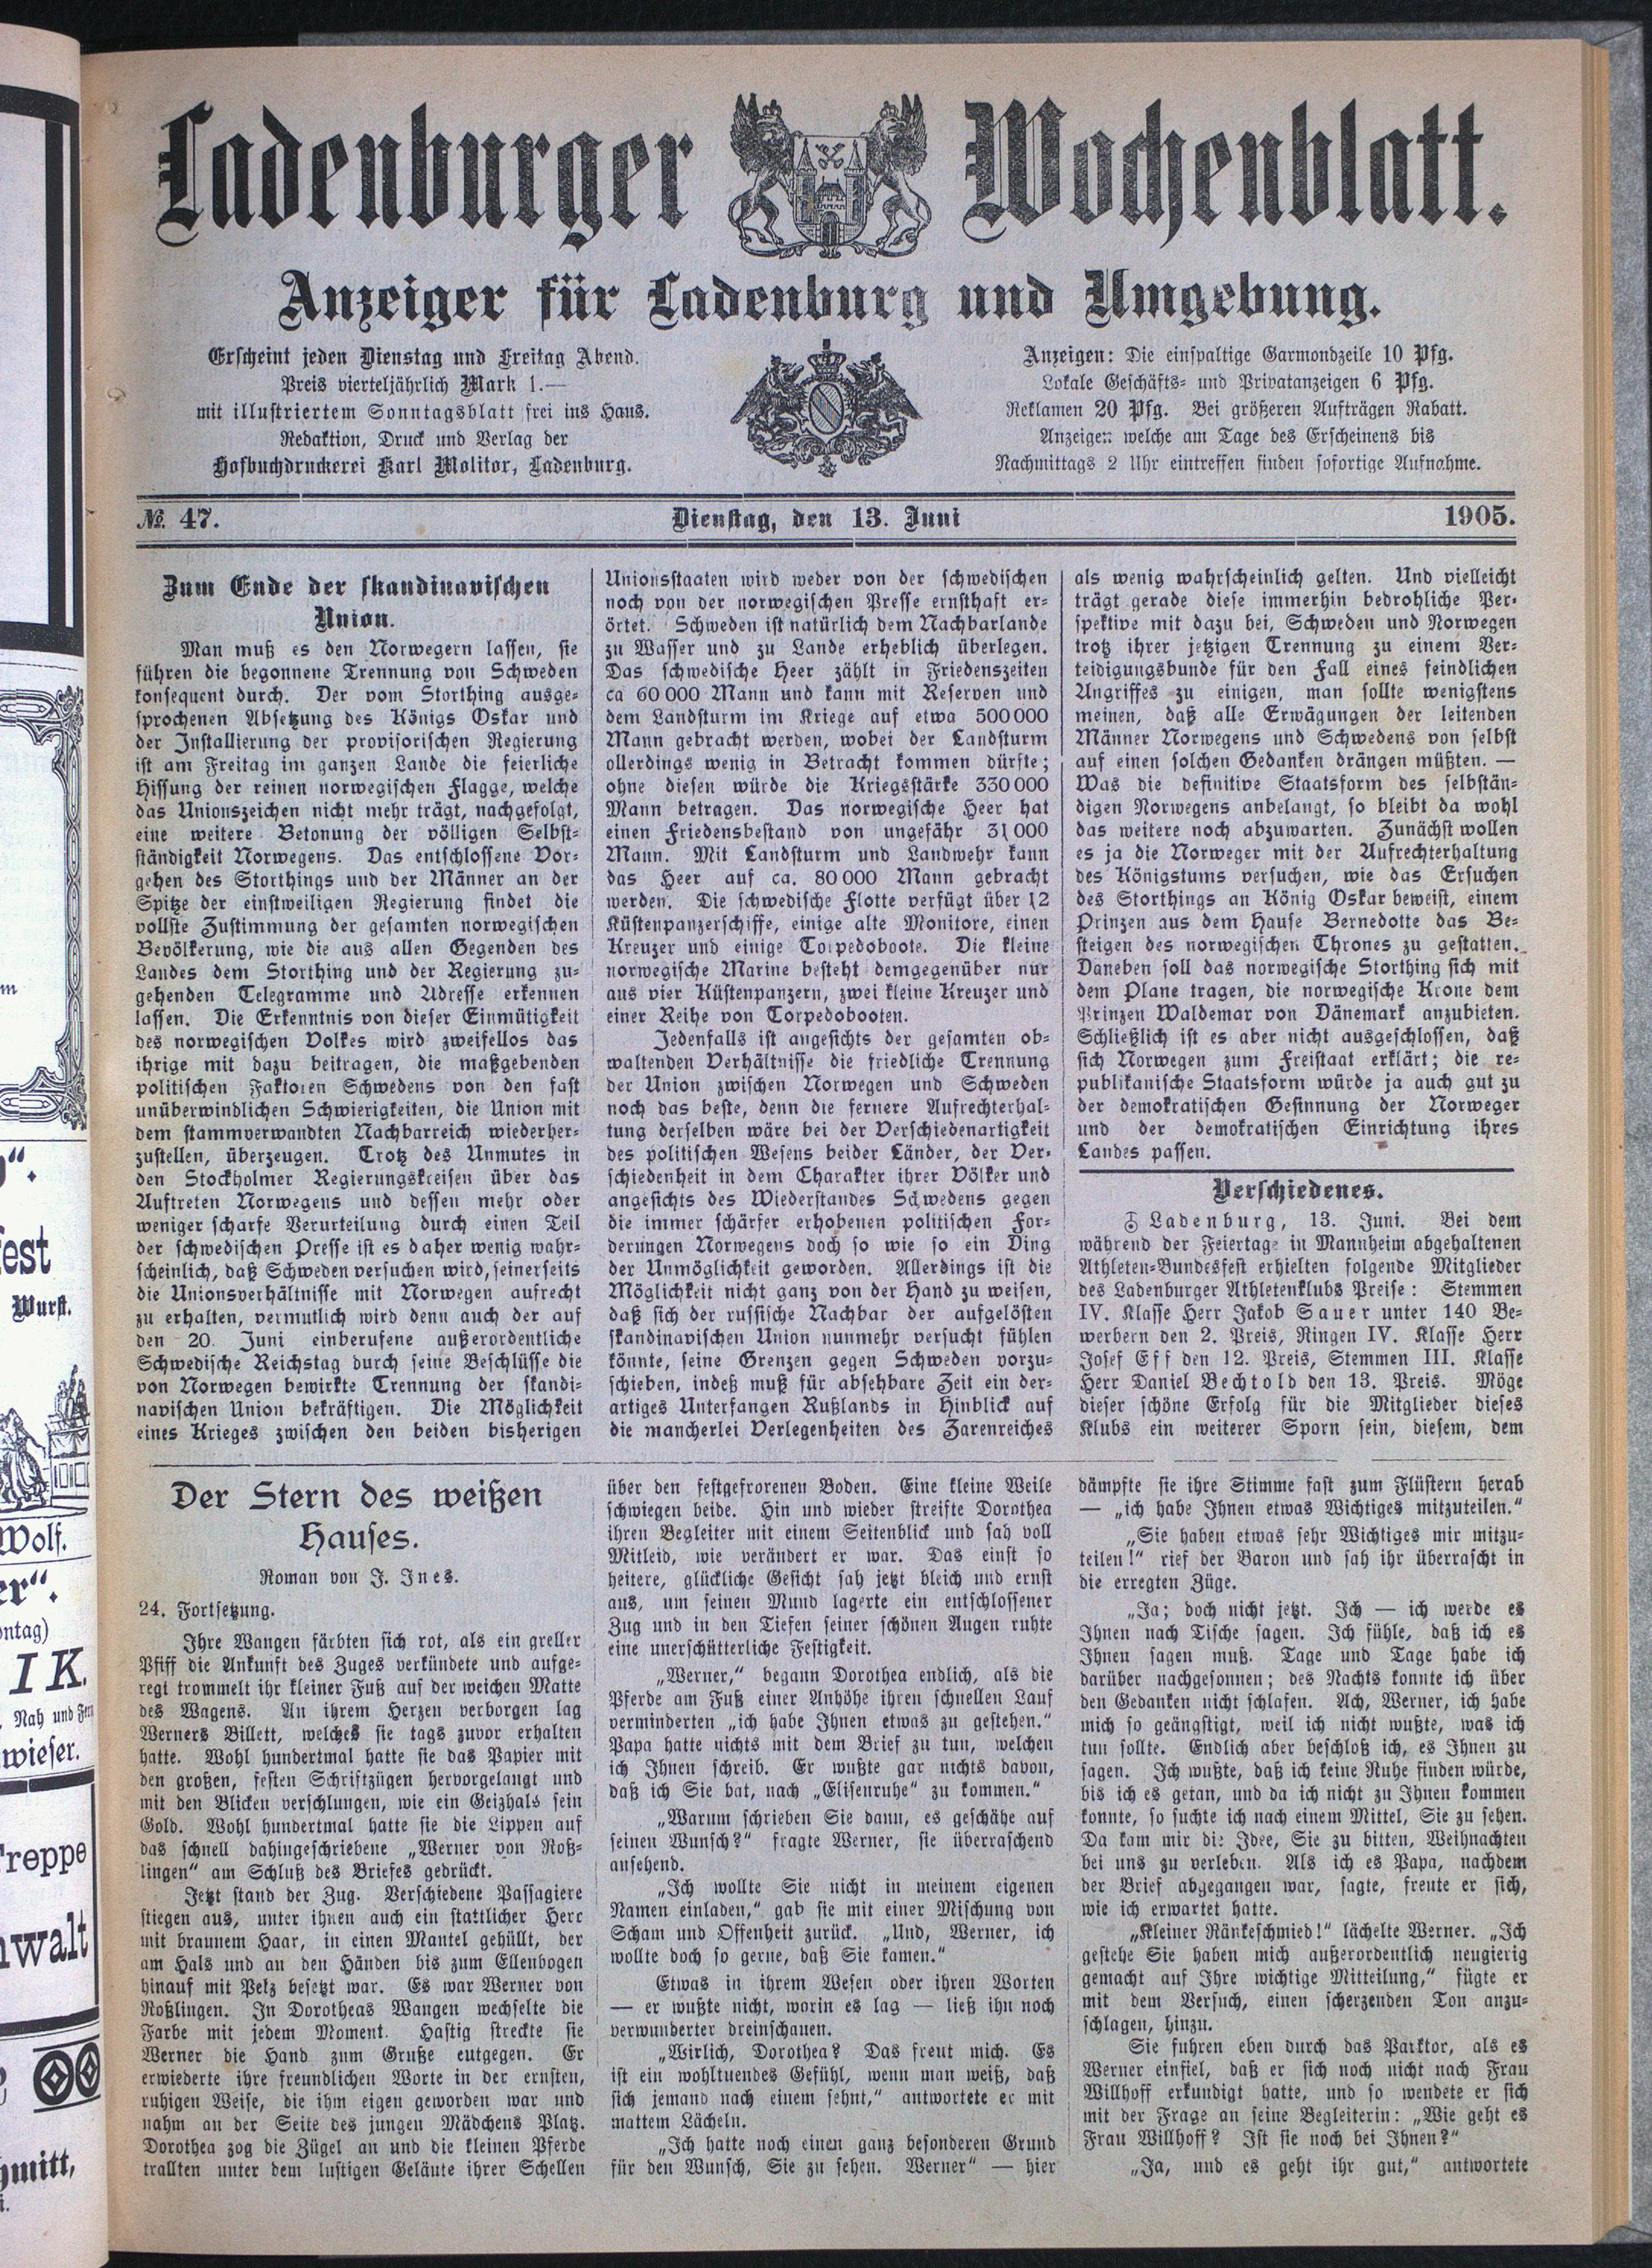 Ladenburger Wochenblatt.
Anzeiger für Ladenburg und Umgebung.
Erscheint jeden Dienstag und Freitag Abend.
Preis vierteljährlich Mark 1.—
mit illustriertem Sonntagsblatt frei ins Haus.
Redaktion, Druck und Verlag der
Hofbuchdruckerei Karl Molitor, Ladenburg.
Anzeigen: Die einspaltige Garmondzeile 10 Pfg.
Lokale Geschäfts- und Privatanzeigen 6 Pfg.
Reklamen 20 Pfg. Bei größeren Aufträgen Rabatt.
Anzeigen welche am Tage des Erscheinens bis
Nachmittags 2 Uhr eintreffen finden sofortige Aufnahme.
№. 47.
Dienstag, den 13. Juni
1905.
Zum Ende der skandinavischen
Union.
Man muß es den Norwegern lassen, sie
führen die begonnene Trennung von Schweden
konsequent durch. Der vom Storthing ausge-
sprochenen Absetzung des Königs Oskar und
der Installierung der provisorischen Regierung
ist am Freitag im ganzen Lande die feierliche
Hissung der reinen norwegischen Flagge, welche
das Unionszeichen nicht mehr trägt, nachgefolgt,
eine weitere Betonung der völligen Selbst-
ständigkeit Norwegens. Das entschlossene Vor-
gehen des Storthings und der Männer an der
Spitze der einstweiligen Regierung findet die
vollste Zustimmung der gesamten norwegischen
Bevölkerung, wie die aus allen Gegenden des
Landes dem Storthing und der Regierung zu-
gehenden Telegramme und Adresse erkennen
lassen. Die Erkenntnis von dieser Einmütigkeit
des norwegischen Volkes wird zweifellos das
ihrige mit dazu beitragen, die maßgebenden
politischen Faktoren Schwedens von den fast
unüberwindlichen Schwierigkeiten, die Union mit
dem stammverwandten Nachbarreich wiederher-
zustellen, überzeugen. Trotz des Unmutes in
den Stockholmer Regierungskreisen über das
Auftreten Norwegens und dessen mehr oder
weniger scharfe Verurteilung durch einen Teil
der schwedischen Presse ist es daher wenig wahr-
scheinlich, daß Schweden versuchen wird, seinerseits
die Unionsverhältnisse mit Norwegen aufrecht
zu erhalten, vermutlich wird denn auch der auf
den 20. Juni einberufene außerordentliche
Schwedische Reichstag durch seine Beschlüsse die
von Norwegen bewirkte Trennung der skandi-
navischen Union bekräftigen. Die Möglichkeit
eines Krieges zwischen den beiden bisherigen
Unionsstaaten wird weder von der schwedischen
noch von der norwegischen Presse ernsthaft er-
örtet. Schweden ist natürlich dem Nachbarlande
zu Wasser und zu Lande erheblich überlegen.
Das schwedische Heer zählt in Friedenszeiten
ca 60 000 Mann und kann mit Reserven und
dem Landsturm im Kriege auf etwa 500 000
Mann gebracht werden, wobei der Landsturm
ollerdings wenig in Betracht kommen dürfte;
ohne diesen würde die Kriegsstärke 330 000
Mann betragen. Das norwegische Heer hat
einen Friedensbestand von ungefähr 31 000
Mann. Mit Landsturm und Landwehr kann
das Heer auf ca. 80 000 Mann gebracht
werden. Die schwedische Flotte verfügt über 12
Küstenpanzerschiffe, einige alte Monitore, einen
Kreuzer und einige Torpedoboote. Die kleine
norwegische Marine besteht demgegenüber nur
aus vier Küstenpanzern, zwei kleine Kreuzer und
einer Reihe von Torpedobooten.
Jedenfalls ist angesichts der gesamten ob-
waltenden Verhältnisse die friedliche Trennung
der Union zwischen Norwegen und Schweden
noch das beste, denn die fernere Aufrechterhal-
tung derselben wäre bei der Verschiedenartigkeit
des politischen Wesens beider Länder, der Ver-
schiedenheit in dem Charakter ihrer Völker und
angesichts des Wiederstandes Schwedens gegen
die immer schärfer erhobenen politischen For-
derungen Norwegens doch so wie so ein Ding
der Unmöglichkeit geworden. Allerdings ist die
Möglichkeit nicht ganz von der Hand zu weisen,
daß sich der russische Nachbar der aufgelösten
skandinavischen Union nunmehr versucht fühlen
könnte, seine Grenzen gegen Schweden vorzu-
schieben, indeß muß für absehbare Zeit ein der-
artiges Unterfangen Rußlands in Hinblick auf
die mancherlei Verlegenheiten des Zarenreiches
als wenig wahrscheinlich gelten. Und vielleicht
trägt gerade diese immerhin bedrohliche Per-
spektive mit dazu bei, Schweden und Norwegen
trotz ihrer jetzigen Trennung zu einem Ver-
teidigungsbunde für den Fall eines feindlichen
Angriffes zu einigen, man sollte wenigstens
meinen, daß alle Erwägungen der leitenden
Männer Norwegens und Schwedens von selbst
auf einen solchen Gedanken drängen müßten. —
Was die definitive Staatsform des selbstän-
digen Norwegens anbelangt, so bleibt da wohl
das weitere noch abzuwarten. Zunächst wollen
es ja die Norweger mit der Aufrechterhaltung
des Königstums versuchen, wie das Ersuchen
des Storthings an König Oskar beweist, einem
Prinzen aus dem Hause Bernedotte das Be-
steigen des norwegischen Thrones zu gestatten.
Daneben soll das norwegische Storthing sich mit
dem Plane tragen, die norwegische Krone dem
Prinzen Waldemar von Dänemark anzubieten.
Schließlich ist es aber nicht ausgeschlossen, daß
sich Norwegen zum Freistaat erklärt; die re-
publikanische Staatsform würde ja auch gut zu
der demokratischen Gesinnung der Norweger
und der demokratischen Einrichtung ihres
Landes passen.
Verschiedenes.
Ladenburg, 13. Juni. Bei dem
während der Feiertage in Mannheim abgehaltenen
Athleten-Bundesfest erhielten folgende Mitglieder
des Ladenburger Athletenklubs Preise: Stemmen
IV. Klasse Herr Jakob Sauer unter 140 Be-
werbern den 2. Preis, Ringen IV. Klasse Herr
Josef Eff den 12. Preis, Stemmen III. Klasse
Herr Daniel Bechtold den 13. Preis. Möge
dieser schöne Erfolg für die Mitglieder dieses
Klubs ein weiterer Sporn sein, diesem, dem
Der Stern des weißen
Hauses.
Roman von J. Ines.
24. Fortsetzung.
Ihre Wangen färbten sich rot, als ein greller
Pfiff die Ankunft des Zuges verkündete und aufge-
regt trommelt ihr kleiner Fuß auf der weichen Matte
des Wagens. An ihrem Herzen verborgen lag
Werners Billett, welches sie tags zuvor erhalten
hatte. Wohl hundertmal hatte sie das Papier mit
den großen, festen Schriftzügen hervorgelangt und
mit den Blicken verschlungen, wie ein Geizhals sein
Gold. Wohl hundertmal hatte sie die Lippen auf
das schnell dahingeschriebene „Werner von Roß-
lingen“ am Schluß des Briefes gedrückt.
Jetzt stand der Zug. Verschiedene Passagiere
stiegen aus, unter ihnen auch ein stattlicher Herr
mit braunem Haar, in einen Mantel gehüllt, der
am Hals und an den Händen bis zum Ellenbogen
hinauf mit Pelz besetzt war. Es war Werner von
Roßlingen. In Dorotheas Wangen wechselte die
Farbe mit jedem Moment. Hastig streckte sie
Werner die Hand zum Gruße eutgegen. Er
erwiederte ihre freundlichen Worte in der ernsten,
ruhigen Weise, die ihm eigen geworden war und
nahm an der Seite des jungen Mädchens Platz.
Dorothea zog die Zügel an und die kleinen Pferde
trallten unter dem lustigen Geläute ihrer Schellen
über den festgefrorenen Boden. Eine kleine Weile
schwiegen beide. Hin und wieder streifte Dorothea
ihren Begleiter mit einem Seitenblick und sah voll
Mitleid, wie verändert er war. Das einst so
heitere, glückliche Gesicht sah jetzt bleich und ernst
aus, um seinen Mund lagerte ein entschlossener
Zug und in den Tiefen seiner schönen Augen ruhte
eine unerschütterliche Festigkeit.
„Werner,“ begann Dorothea endlich, als die
Pferde am Fuß einer Anhöhe ihren schnellen Lauf
verminderten „ich habe Ihnen etwas zu gestehen.“
Papa hatte nichts mit dem Brief zu tun, welchen
ich Ihnen schreib. Er wußte gar nichts davon,
daß ich Sie bat, nach „Elisenruhe“ zu kommen.“
„Warum schrieben Sie dann, es geschähe auf
seinen Wunsch?“ fragte Werner, sie überraschend
ansehend.
„Ich wollte Sie nicht in meinem eigenen
Namen einladen,“ gab sie mit einer Mischung von
Scham und Offenheit zurück. „Und, Werner, ich
wollte doch so gerne, daß Sie kamen.“
Etwas in ihrem Wesen oder ihren Worten
— er wußte nicht, worin es lag — ließ ihn noch
verwunderter dreinschauen.
„Wirlich, Dorothea? Das freut mich. Es
ist ein wohltuendes Gefühl, wenn man weiß, daß
sich jemand nach einem sehnt,“ antwortete er mit
mattem Lächeln.
„Ich hatte noch einen ganz besonderen Grund
für den Wunsch, Sie zu sehen. Werner“ — hier
dämpfte sie ihre Stimme fast zum Flüstern herab
— „ich habe Ihnen etwas Wichtiges mitzuteilen.“
„Sie haben etwas sehr Wichtiges mir mitzu-
teilen!“ rief der Baron und sah ihr überrascht in
die erregten Züge.
„Ja; doch nicht jetzt. Ich — ich werde es
Ihnen nach Tische sagen. Ich fühle, daß ich es
Ihnen sagen muß. Tage und Tage habe ich
darüber nachgesonnen; des Nachts konnte ich über
den Gedanken nicht schlafen. Ach, Werner, ich habe
mich so geängstigt, weil ich nicht wußte, was ich
tun sollte. Endlich aber beschloß ich, es Ihnen zu
sagen. Ich wußte, daß ich keine Ruhe finden würde,
bis ich es getan, und da ich nicht zu Ihnen kommen
konnte, so suchte ich nach einem Mittel, Sie zu sehen.
Da kam mir die Idee, Sie zu bitten, Weihnachten
bei uns zu verleben. Als ich es Papa, nachdem
der Brief abgegangen war, sagte, freute er sich,
wie ich erwartet hatte.
„Kleiner Ränkeschmied!“ lächelte Werner. „Ich
gestehe Sie haben mich außerordentlich neugierig
gemacht auf Ihre wichtige Mitteilung,“ fügte er
mit dem Versuch, einen scherzenden Ton anzu-
schlagen, hinzu.
Sie fuhren eben durch das Parktor, als es
Werner einfiel, daß er sich noch nicht nach Frau
Willhoff erkundigt hatte, und so wendete er sich
mit der Frage an seine Begleiterin: „Wie geht es
Frau Willhoff? Ist sie noch bei Ihnen?“
„Ja, und es geht ihr gut,“ antwortete
est
Wurst.
Wolf.
er“.
ntag)
IK.
Nah und Fern
wieser.
Treppe
nwalt
hmitt,